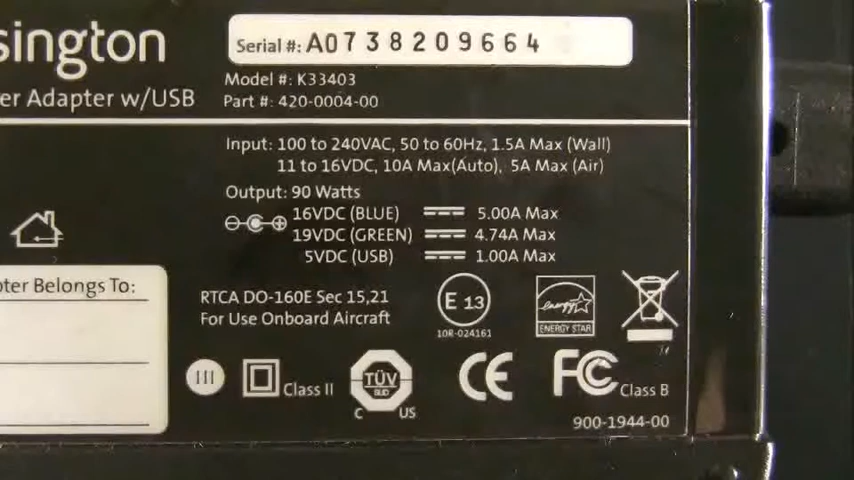 sington
Serial #: A0738209664
Model #: K33403
er Adapter w/USB
Part #: 420-0004-00
Input: 100 to 240VAC, 50 to 60Hz, 1.5A Max (Wall)
11 to 16VDC, 10A Max(Auto), 5A Max (Air)
Output: 90 Watts
16VDC (BLUE) 5.00A Max
19VDC (GREEN) 4.74A Max
5VDC (USB) 1.00A Max
pter Belongs To:
RTCA DO-160E Sec 15,21
For Use Onboard Aircraft
E 13
10R-024161
energy
ENERGY STAR
III
Class II
TÜV
SÜD
C US
CE
FC Class B
900-1944-00